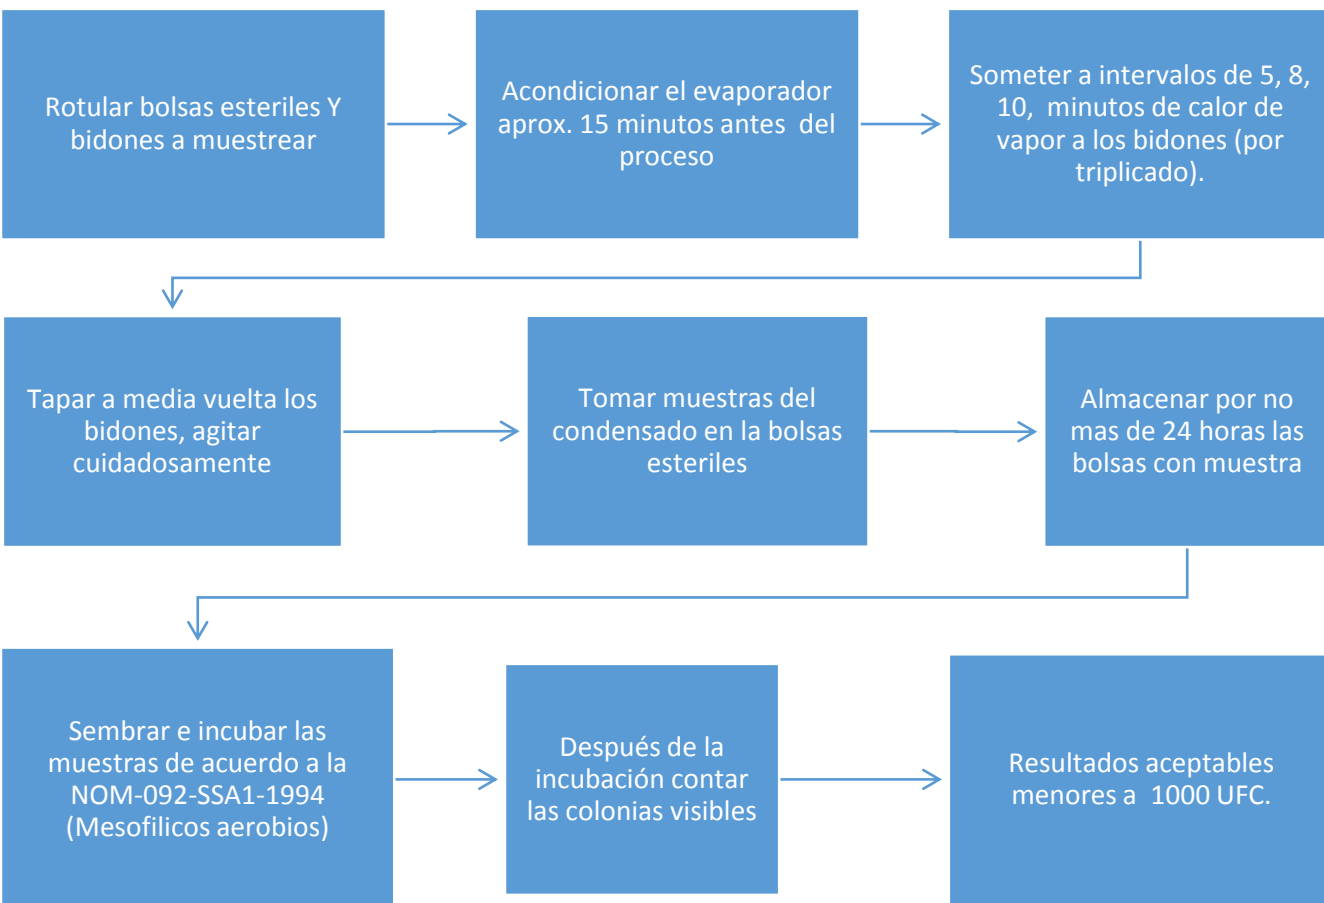 Rotular bolsas esteriles Y
bidones a muestrear
Acondicionar el evaporador
aprox. 15 minutos antes  del
proceso
Someter a intervalos de 5, 8,
10,  minutos de calor de
vapor a los bidones (por
triplicado).
Tapar a media vuelta los
bidones, agitar
cuidadosamente
Tomar muestras del
condensado en la bolsas
esteriles
Almacenar por no
mas de 24 horas las
bolsas con muestra
Sembrar e incubar las
muestras de acuerdo a la
NOM-092-SSA1-1994
(Mesofilicos aerobios)
Después de la
incubación contar
las colonias visibles
Resultados aceptables
menores a  1000 UFC.